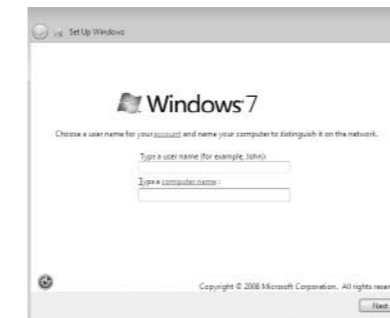 Set Up Windows
Windows 7
Choose a user name for your account and name your computer to distinguish it on the network.
Type a user name (for example, John):
Type a computer name:
Copyright © 2008 Microsoft Corporation. All rights reser
Next